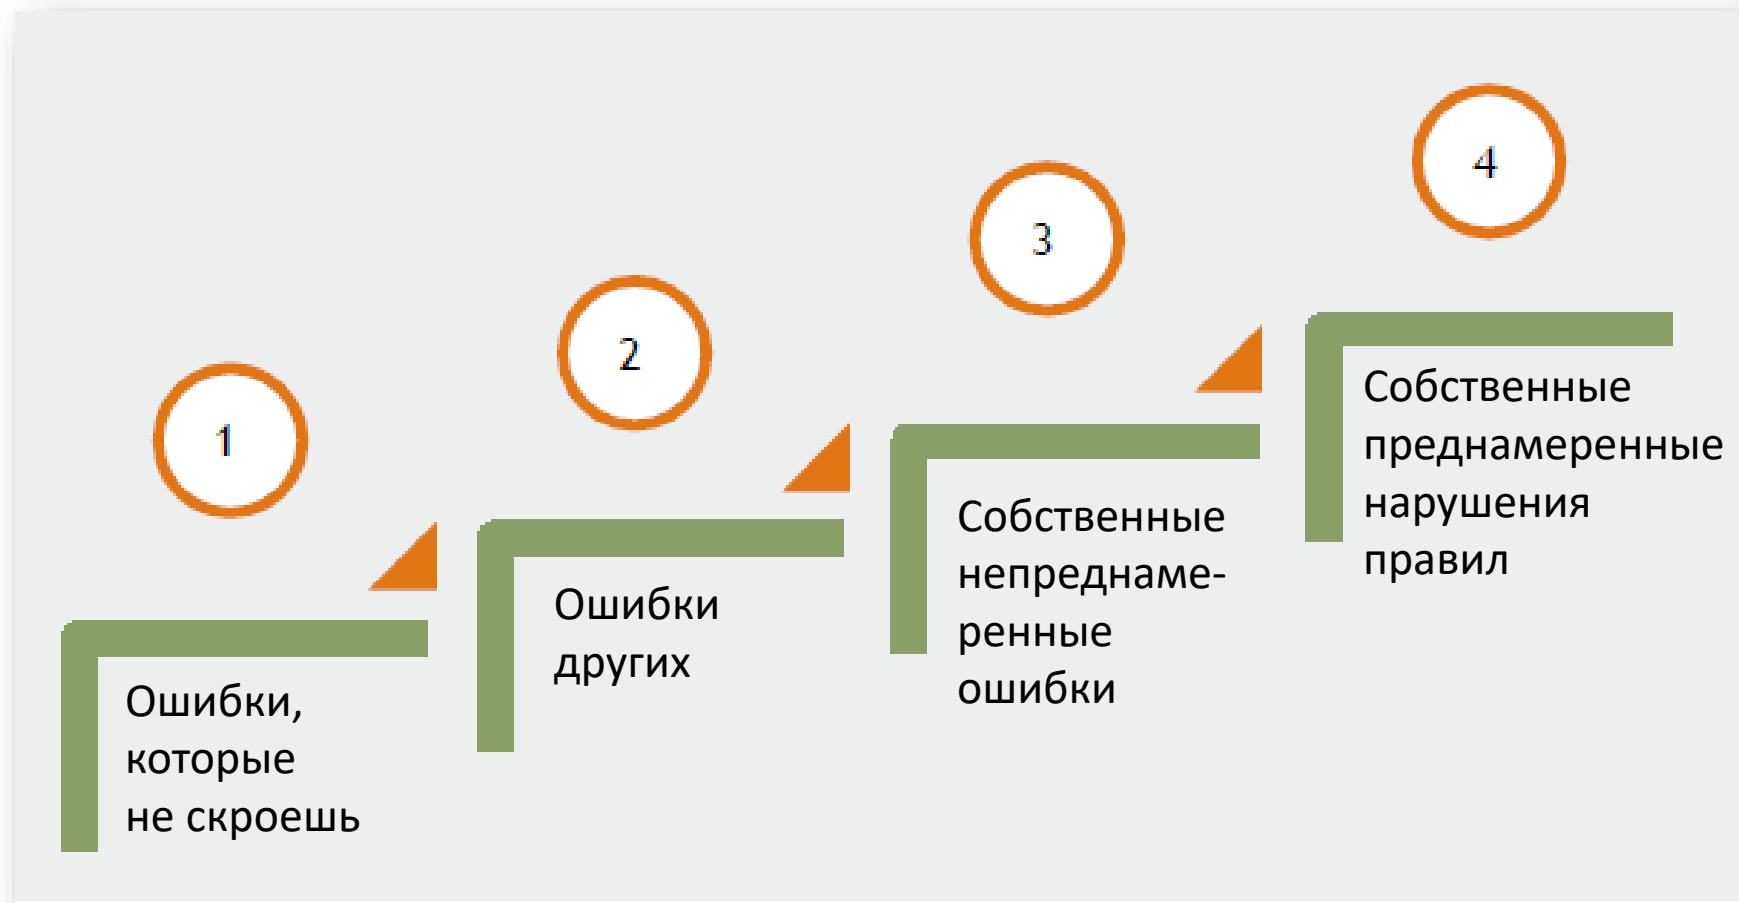 1
Ошибки,
которые
не скроешь
2
Ошибки
других
3
Собственные
непреднаме-
ренные
ошибки
4
Собственные
преднамеренные
нарушения
правил